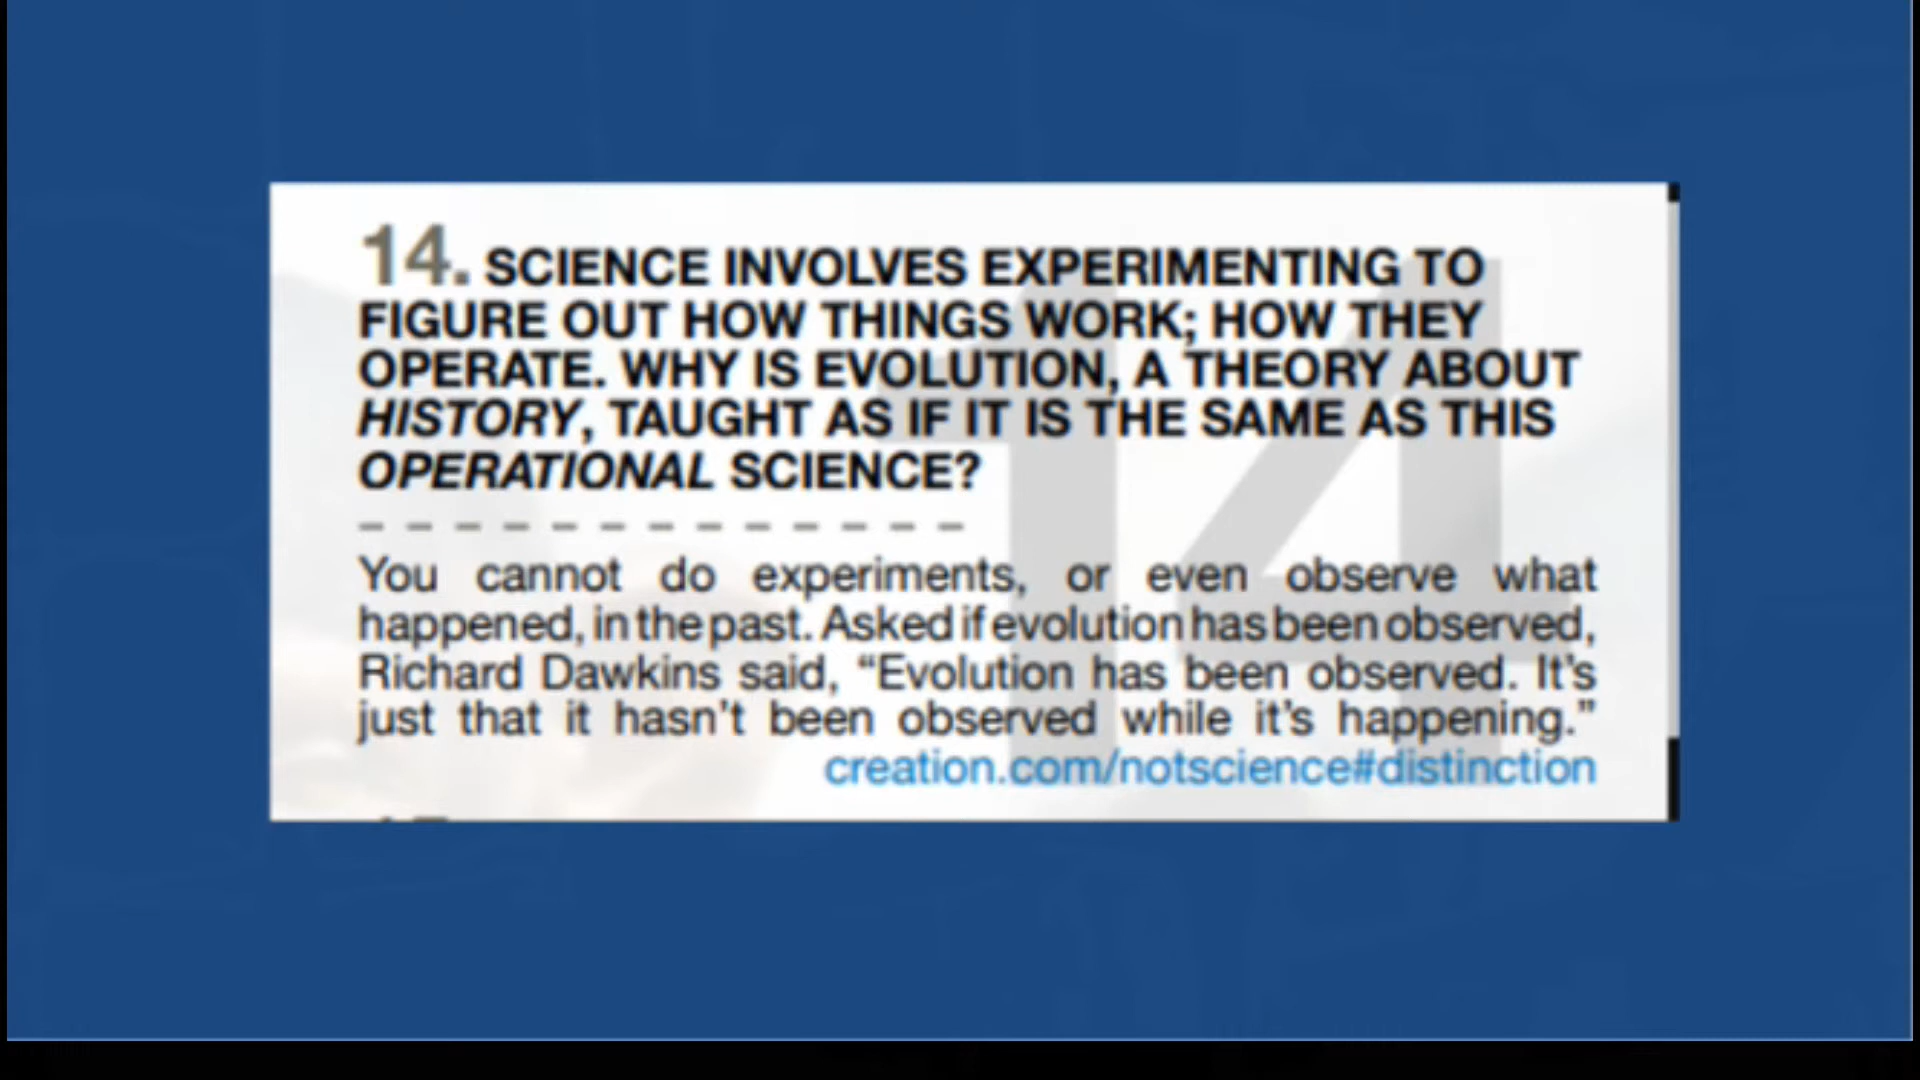 14. SCIENCE INVOLVES EXPERIMENTING TO
FIGURE OUT HOW THINGS WORK; HOW THEY
OPERATE. WHY IS EVOLUTION, A THEORY ABOUT
HISTORY, TAUGHT AS IF IT IS THE SAME AS THIS
OPERATIONAL SCIENCE?
You cannot do experiments, or even observe what
happened, in the past. Asked if evolution has been observed,
Richard Dawkins said, “Evolution has been observed. It’s
just that it hasn’t been observed while it’s happening.”
creation.com/notscience#distinction
14